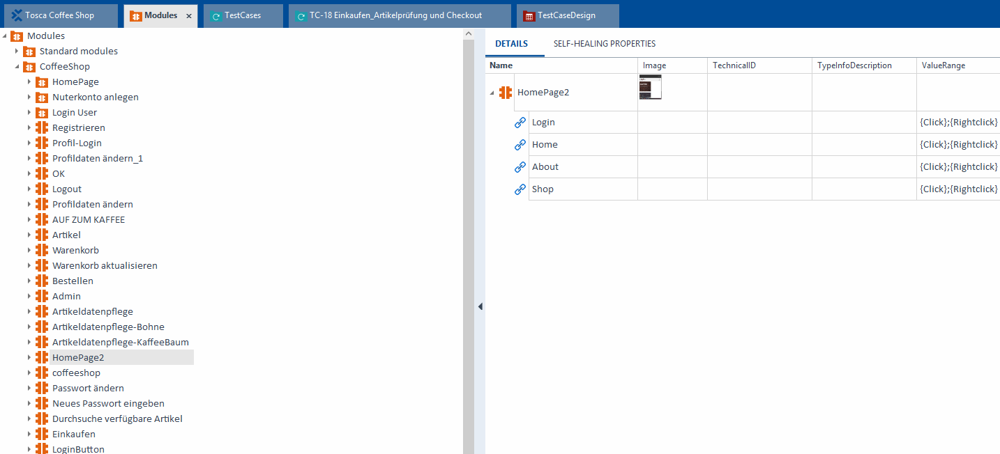 Tosca Coffee Shop
Modules
TestCases
TC-18 Einkaufen_Artikelprüfung und Checkout
TestCaseDesign
Modules
Standard modules
CoffeeShop
HomePage
Nuterkonto anlegen
Login User
Registrieren
Profil-Login
Profildaten ändern_1
OK
Logout
Profildaten ändern
AUF ZUM KAFFEE
Artikel
Warenkorb
Warenkorb aktualisieren
Bestellen
Admin
Artikeldatenpflege
Artikeldatenpflege-Bohne
Artikeldatenpflege-KaffeeBaum
HomePage2
coffeeshop
Passwort ändern
Neues Passwort eingeben
Durchsuche verfügbare Artikel
Einkaufen
LoginButton
DETAILS SELF-HEALING PROPERTIES
Name Image TechnicalID TypeInfoDescription ValueRange
HomePage2
Login {Click};{Rightclick}
Home {Click};{Rightclick}
About {Click};{Rightclick}
Shop {Click};{Rightclick}